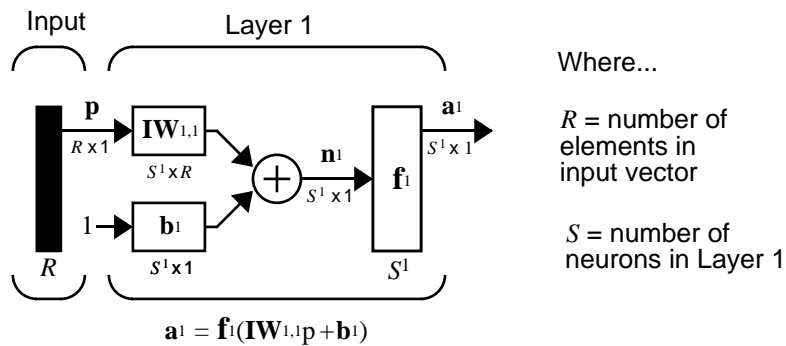 Input
Layer 1
Where...
p
R x 1
IW1,1
S1 x R
1
b1
S1 x 1
n1
S1 x 1
f1
a1
S1 x 1
R
S1
R = number of
elements in
input vector
S = number of
neurons in Layer 1
a1 = f1(IW1,1p +b1)